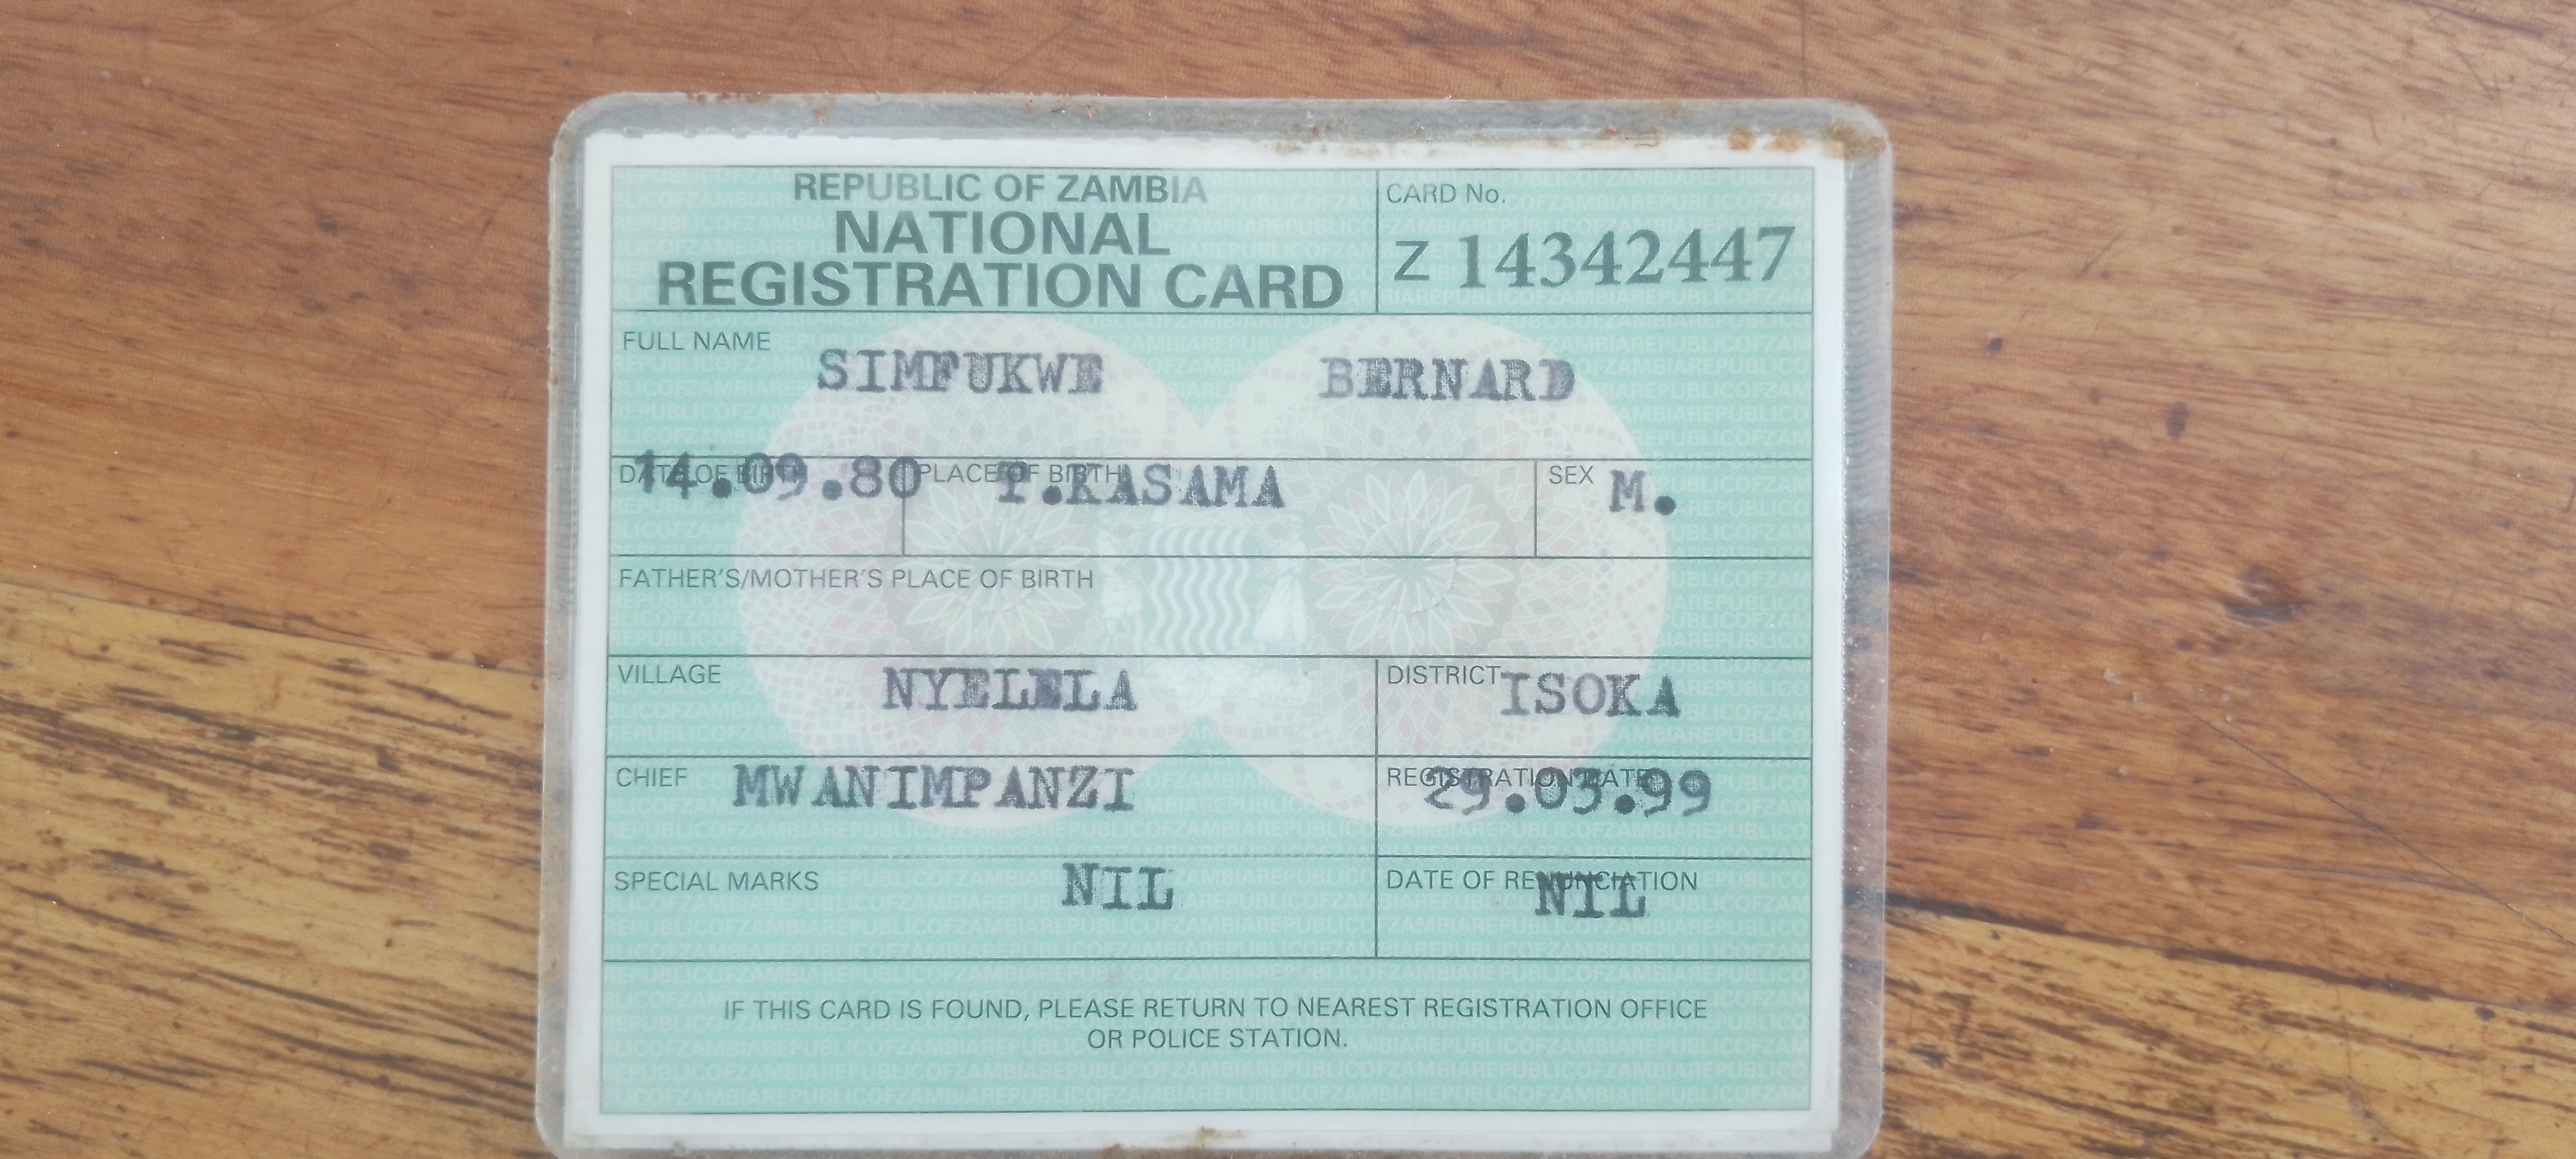 REPUBLIC OF ZAMBIA
NATIONAL
REGISTRATION CARD
CARD No.
Z 14342447
FULL NAME
SIMFUKWE BERNARD
DATE OF BIRTH 14.09.80 PLACE OF BIRTH T.KASAMA SEX M.
FATHER'S/MOTHER'S PLACE OF BIRTH
VILLAGE NYELELA DISTRICT ISOKA
CHIEF MWANIMPANZI REGISTRATION DATE 29.03.99
SPECIAL MARKS NIL DATE OF RENUNCIATION NIL
IF THIS CARD IS FOUND, PLEASE RETURN TO NEAREST REGISTRATION OFFICE
OR POLICE STATION.